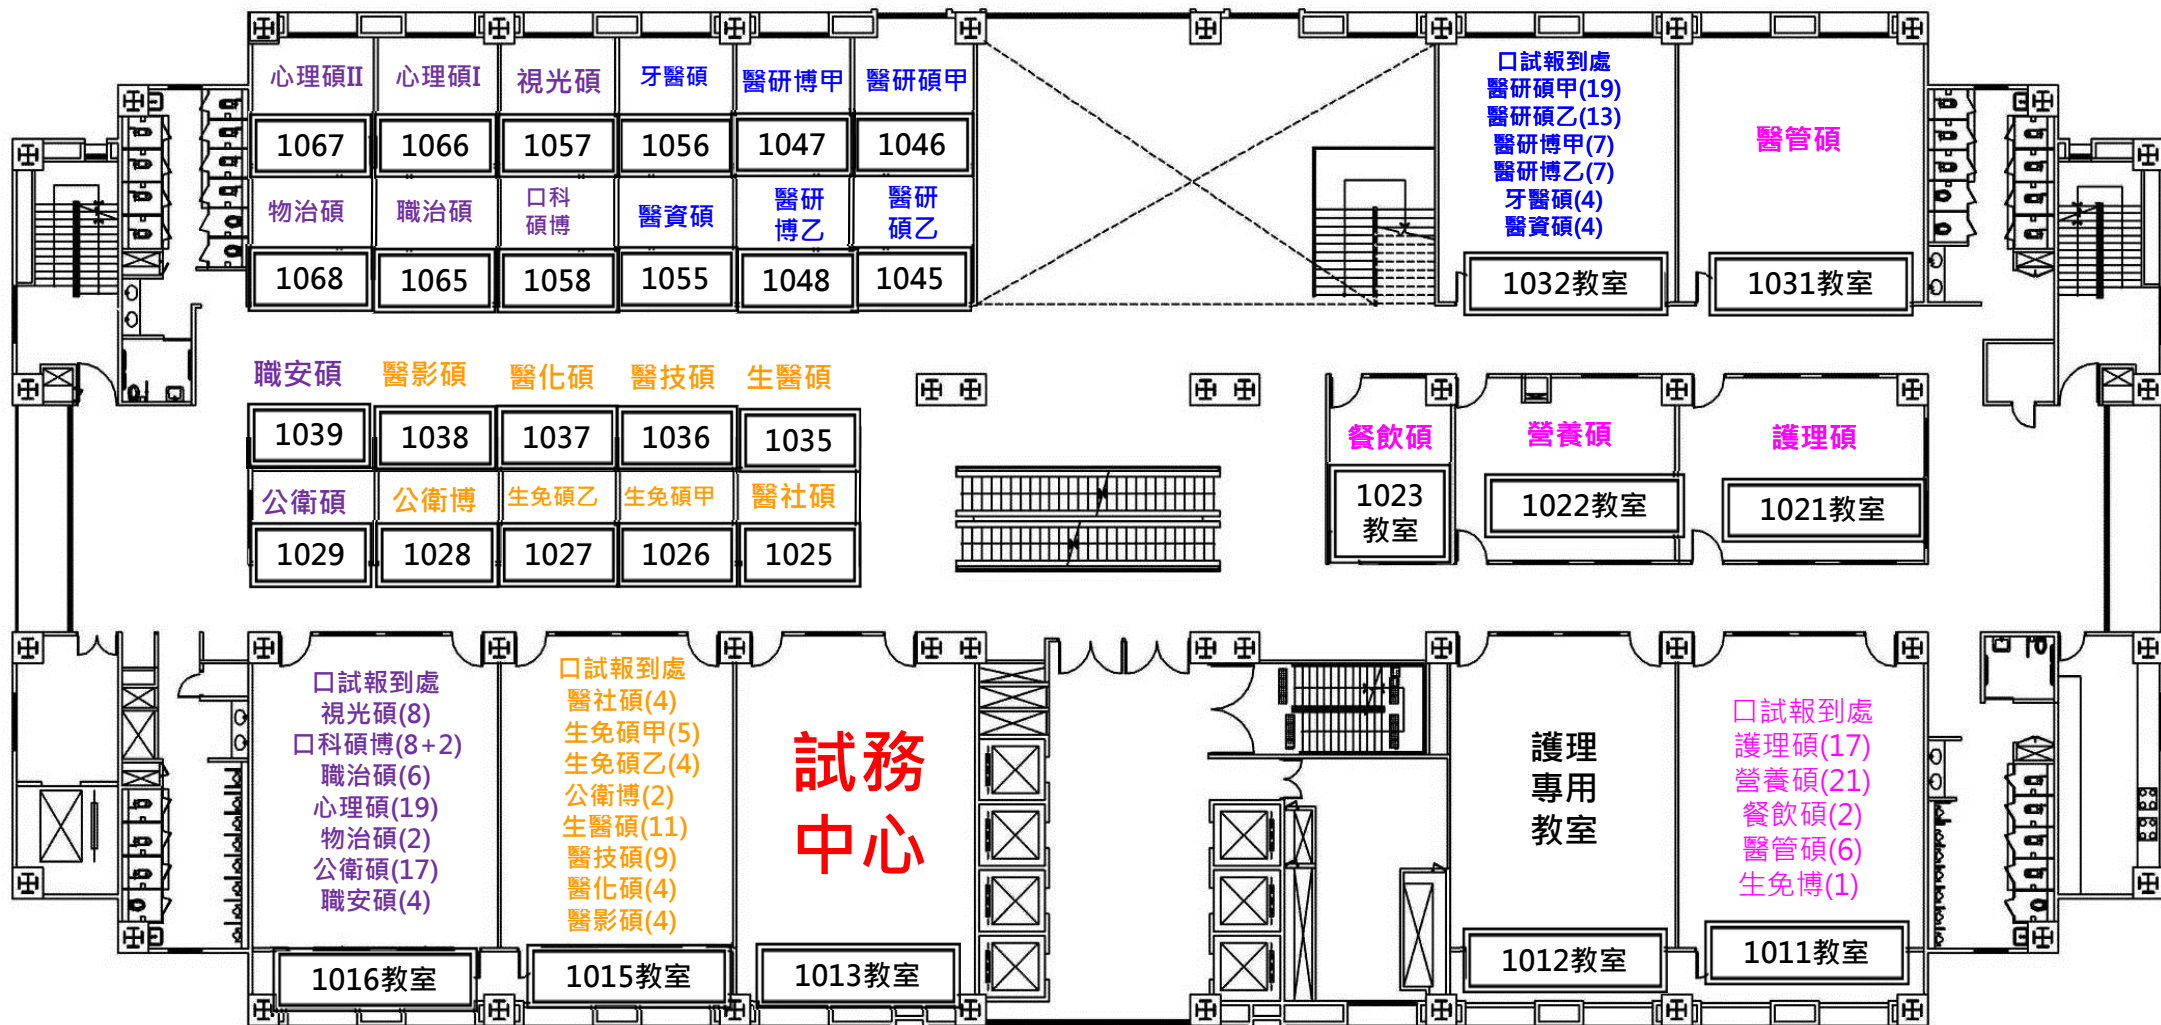 心理碩II
心理碩I
視光碩
牙醫碩
醫研博甲
醫研碩甲
1067
1066
1057
1056
1047
1046
物治碩
職治碩
口科
碩博
醫資碩
醫研
博乙
醫研
碩乙
1068
1065
1058
1055
1048
1045
口試報到處
醫研碩甲(19)
醫研碩乙(13)
醫研博甲(7)
醫研博乙(7)
牙醫碩(4)
醫資碩(4)
1032教室
醫管碩
1031教室
職安碩
醫影碩
醫化碩
醫技碩
生醫碩
1039
1038
1037
1036
1035
公衛碩
公衛博
生免碩乙
生免碩甲
醫社碩
1029
1028
1027
1026
1025
餐飲碩
1023
教室
營養碩
1022教室
護理碩
1021教室
口試報到處
視光碩(8)
口科碩博(8+2)
職治碩(6)
心理碩(19)
物治碩(2)
公衛碩(17)
職安碩(4)
1016教室
口試報到處
醫社碩(4)
生免碩甲(5)
生免碩乙(4)
公衛博(2)
生醫碩(11)
醫技碩(9)
醫化碩(4)
醫影碩(4)
1015教室
試務
中心
1013教室
護理
專用
教室
1012教室
口試報到處
護理碩(17)
營養碩(21)
餐飲碩(2)
醫管碩(6)
生免博(1)
1011教室